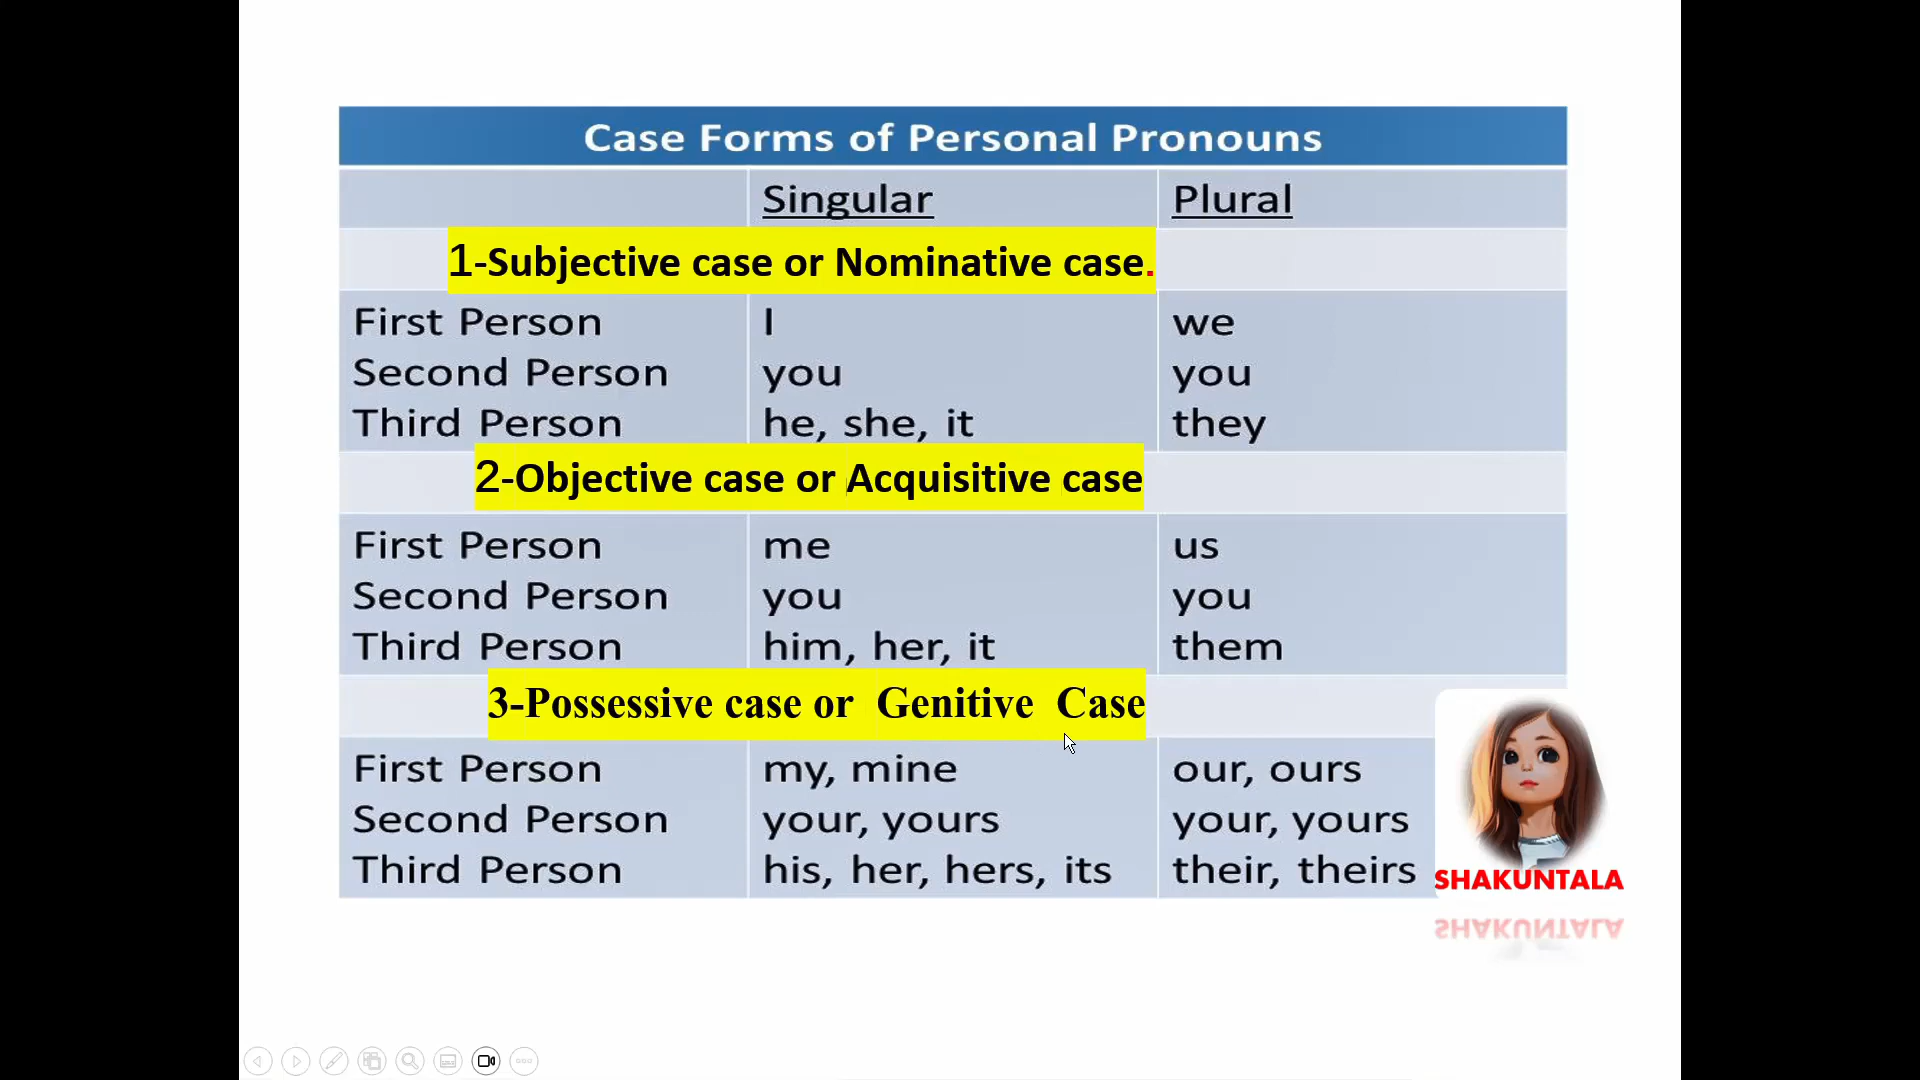 Case Forms of Personal Pronouns
Singular Plural
1-Subjective case or Nominative case.
First Person I we
Second Person you you
Third Person he, she, it they
2-Objective case or Acquisitive case
First Person me us
Second Person you you
Third Person him, her, it them
3-Possessive case or Genitive Case
First Person my, mine our, ours
Second Person your, yours your, yours
Third Person his, her, hers, its their, theirs
SHAKUNTALA